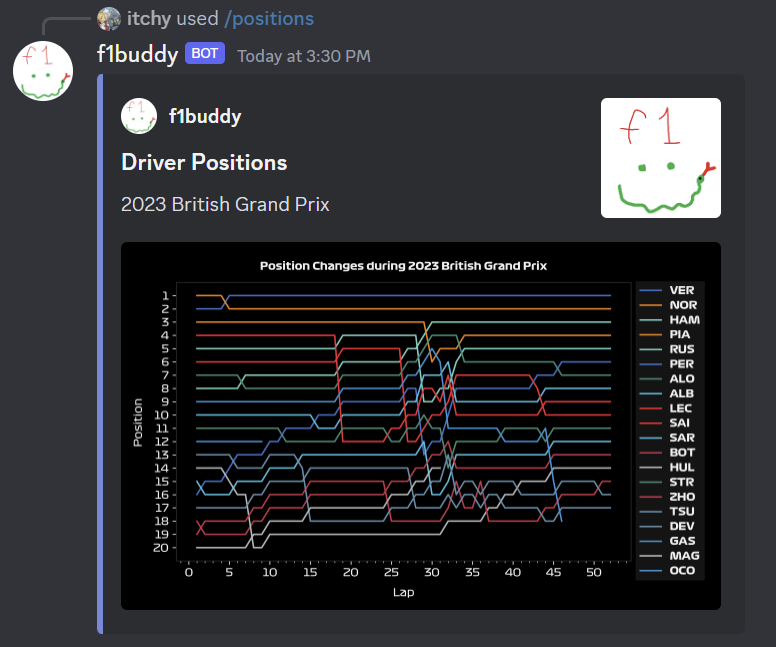 itchy used /positions
f1buddy BOT Today at 3:30 PM
f1
f1buddy
f1
Driver Positions
2023 British Grand Prix
f1
Position Changes during 2023 British Grand Prix
Position
1
2
3
4
5
6
7
8
9
10
11
12
13
14
15
16
17
18
19
20
0 5 10 15 20 25 30 35 40 45 50
Lap
VER
NOR
HAM
PIA
RUS
PER
ALO
ALB
LEC
SAI
SAR
BOT
HUL
STR
ZHO
TSU
DEV
GAS
MAG
OCO